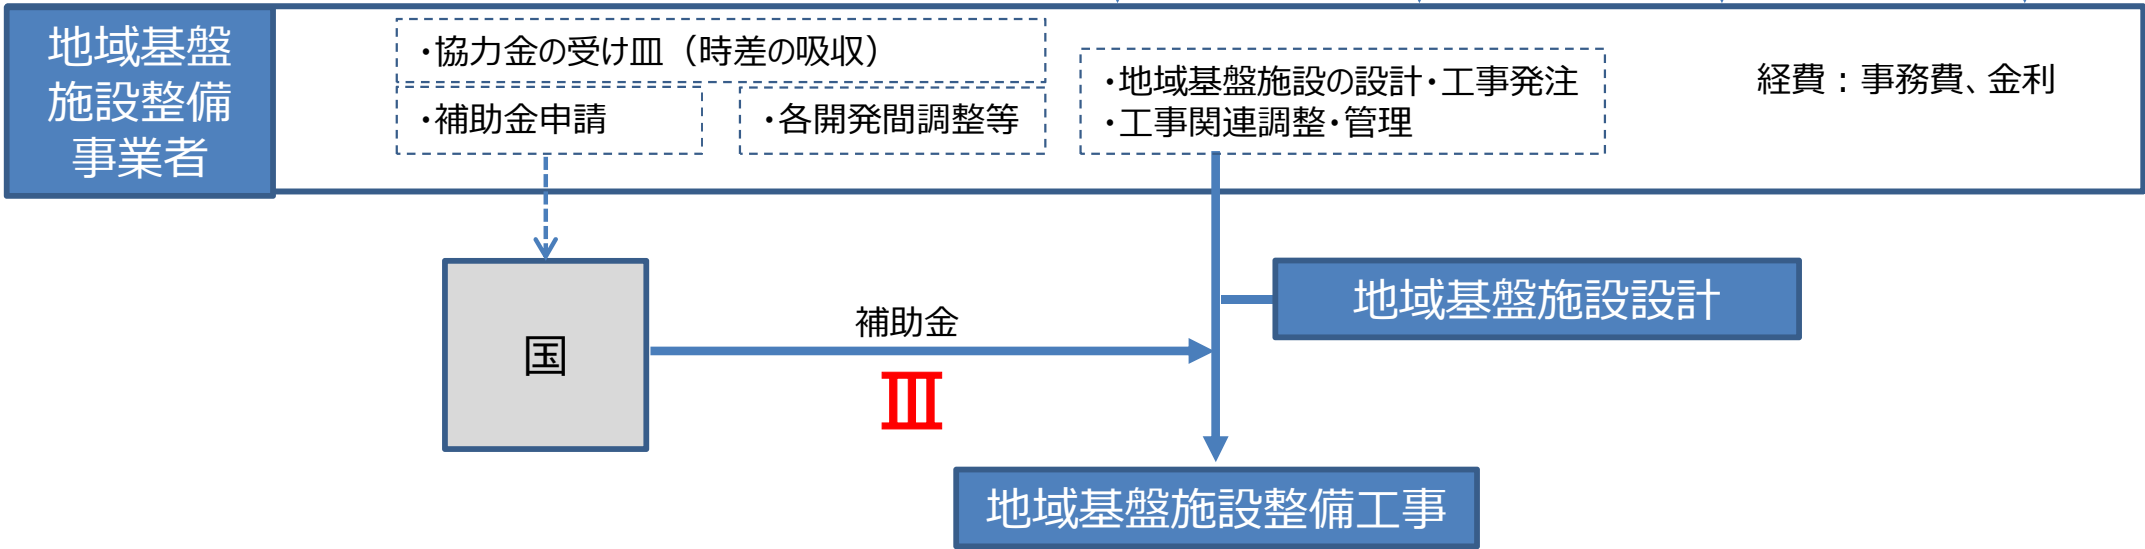 地域基盤
施設整備
事業者
・協力金の受け皿（時差の吸収）
・補助金申請
・各開発間調整等
・地域基盤施設の設計・工事発注
・工事関連調整・管理
経費：事務費、金利
国
補助金
Ⅲ
地域基盤施設設計
地域基盤施設整備工事